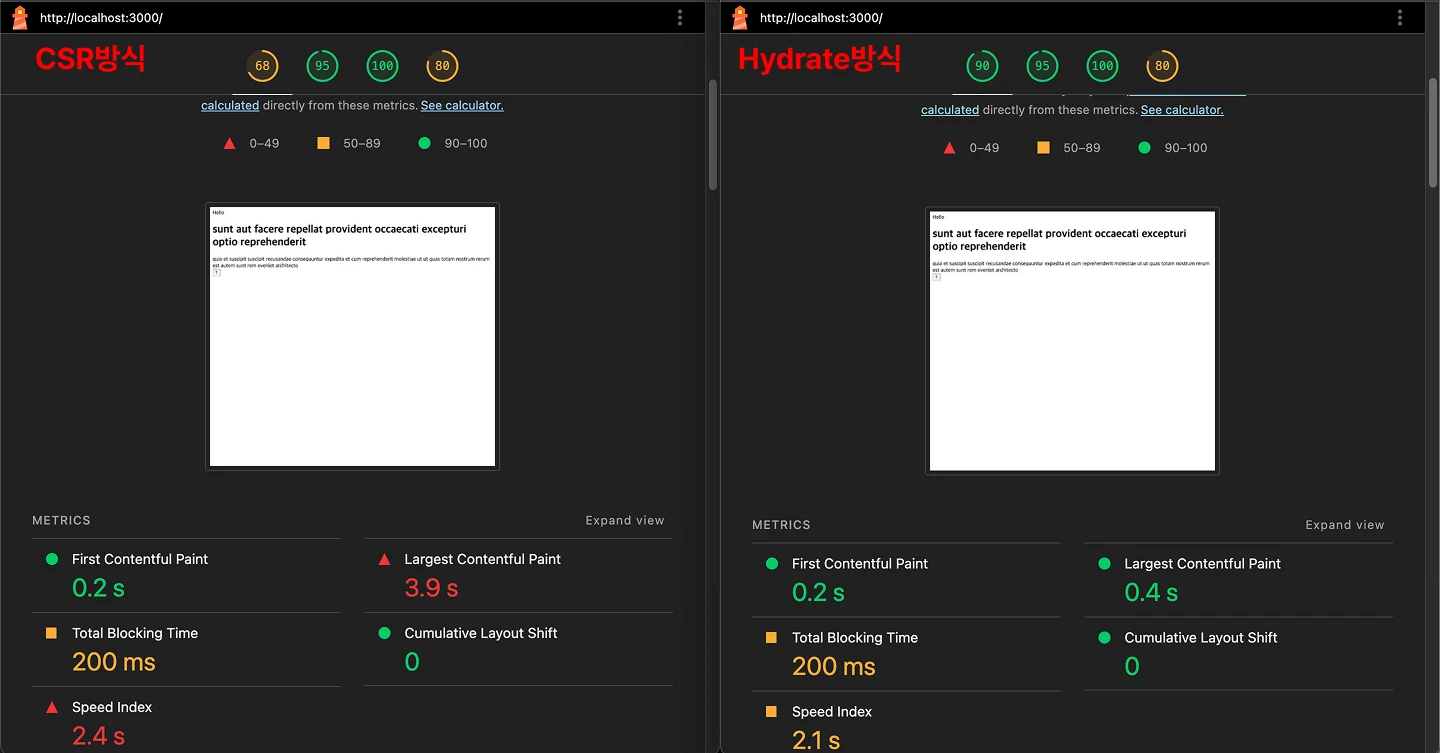 http://localhost:3000/
CSR방식
68 95 100 80
calculated directly from these metrics. See calculator.
0–49 50–89 90–100
Hello
sunt aut facere repellat provident occaecati excepturi
optio reprehenderit
quia et suscipit suscipit recusandae consequuntur expedita et cum reprehenderit molestiae ut ut quas totam nostrum rerum
est autem sunt rem eveniet architecto
1
METRICS Expand view
First Contentful Paint
0.2 s
Largest Contentful Paint
3.9 s
Total Blocking Time
200 ms
Cumulative Layout Shift
0
Speed Index
2.4 s
http://localhost:3000/
Hydrate방식
90 95 100 80
calculated directly from these metrics. See calculator.
0–49 50–89 90–100
Hello
sunt aut facere repellat provident occaecati excepturi
optio reprehenderit
quia et suscipit suscipit recusandae consequuntur expedita et cum reprehenderit molestiae ut ut quas totam nostrum rerum
est autem sunt rem eveniet architecto
1
METRICS Expand view
First Contentful Paint
0.2 s
Largest Contentful Paint
0.4 s
Total Blocking Time
200 ms
Cumulative Layout Shift
0
Speed Index
2.1 s